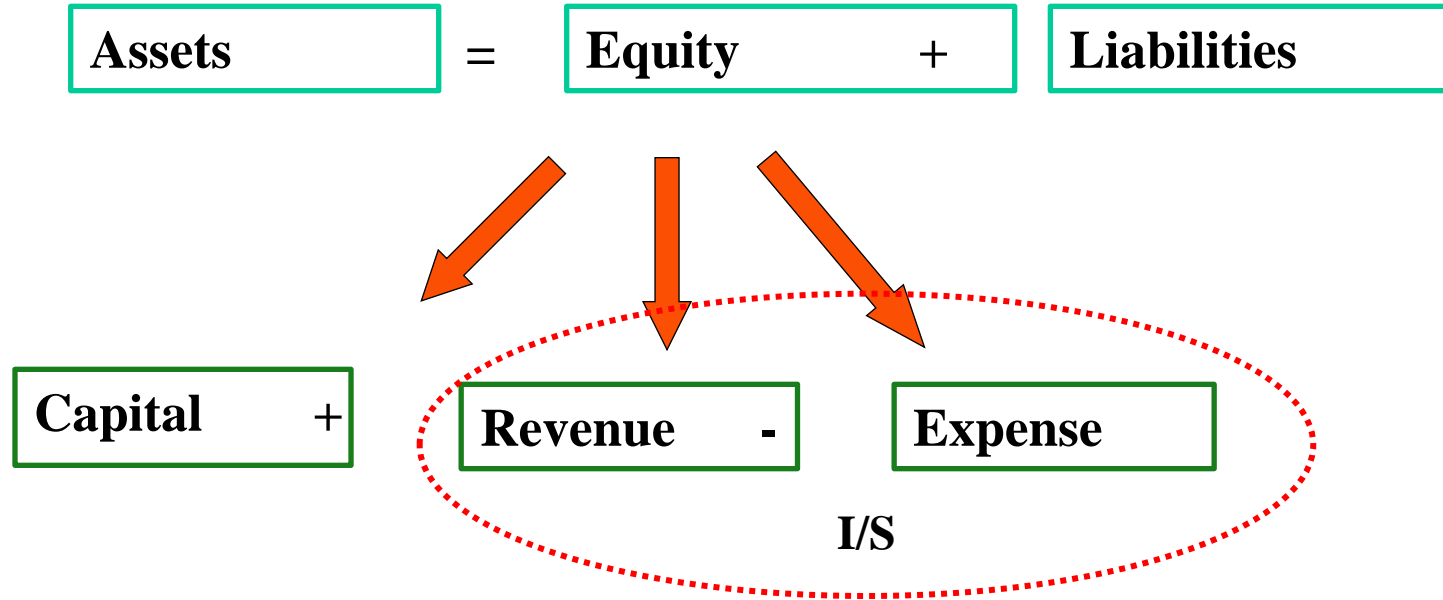 Assets = Equity + Liabilities
Capital + Revenue - Expense
I/S